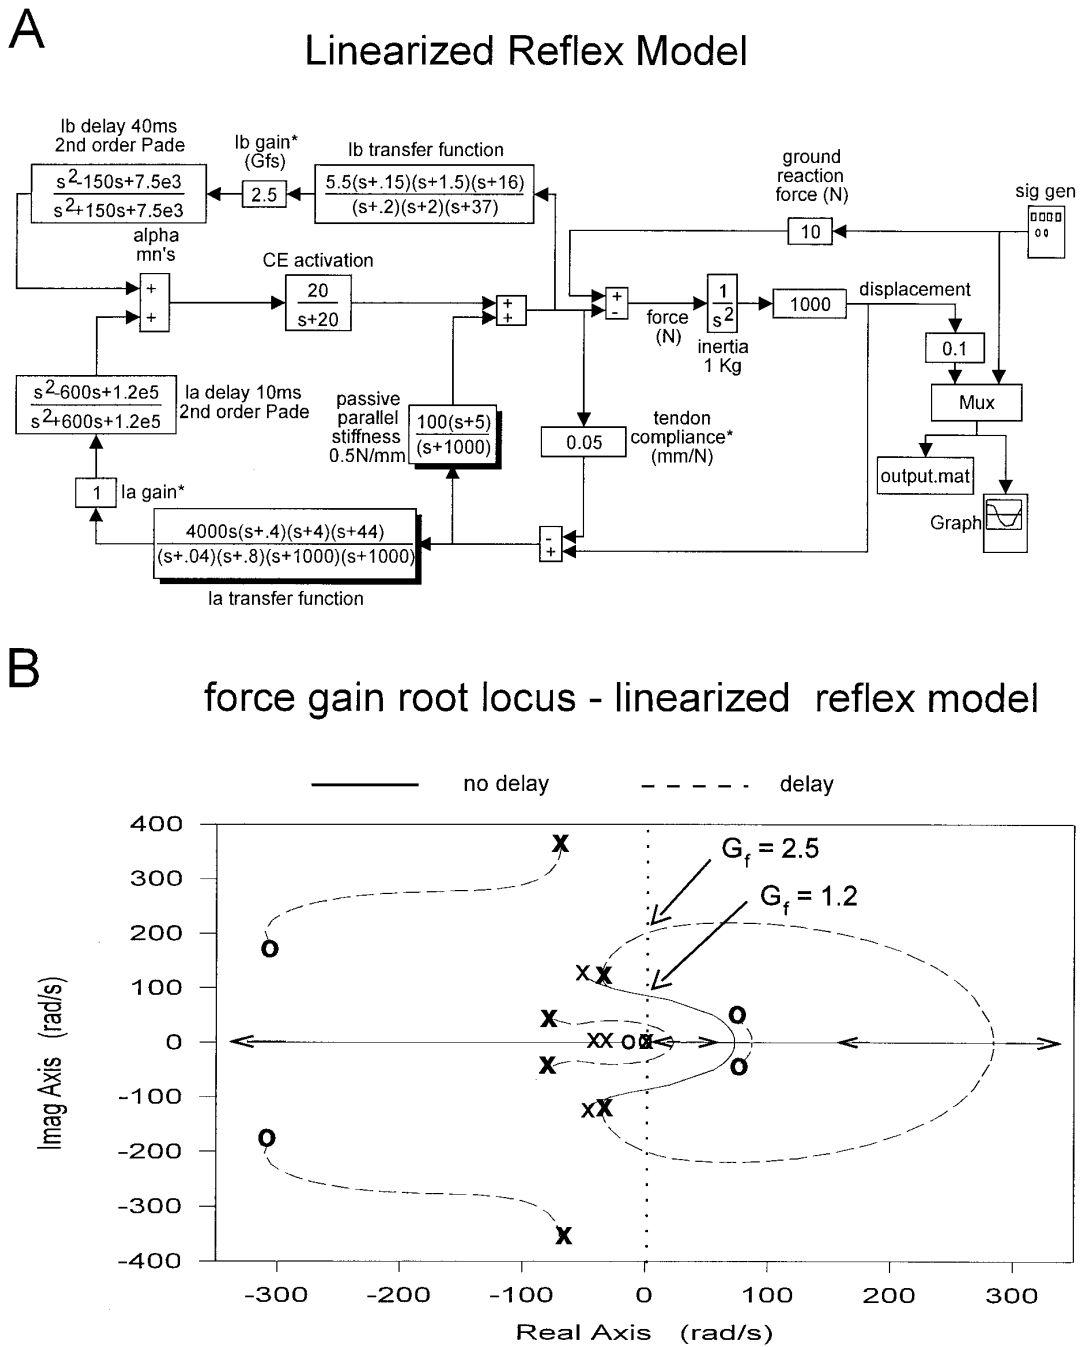 A
Linearized Reflex Model
Ib delay 40ms
2nd order Pade
s²-150s+7.5e3
s²+150s+7.5e3
Ib gain*
(Gfs)
2.5
Ib transfer function
5.5(s+.15)(s+1.5)(s+16)
(s+.2)(s+2)(s+37)
ground
reaction
force (N)
10
sig gen
alpha
mn's
+
+
CE activation
20
s+20
+
+
+
-
force
(N)
1
s²
inertia
1 Kg
1000
displacement
0.1
Mux
output.mat
Graph
s²-600s+1.2e5
s²+600s+1.2e5
Ia delay 10ms
2nd order Pade
passive
parallel
stiffness
0.5N/mm
100(s+5)
(s+1000)
0.05
tendon
compliance*
(mm/N)
1
Ia gain*
4000s(s+.4)(s+4)(s+44)
(s+.04)(s+.8)(s+1000)(s+1000)
Ia transfer function
-
+
B
force gain root locus - linearized reflex model
no delay
delay
Gf = 2.5
Gf = 1.2
400
300
200
100
0
-100
-200
-300
-400
Imag Axis (rad/s)
-300
-200
-100
0
100
200
300
Real Axis (rad/s)